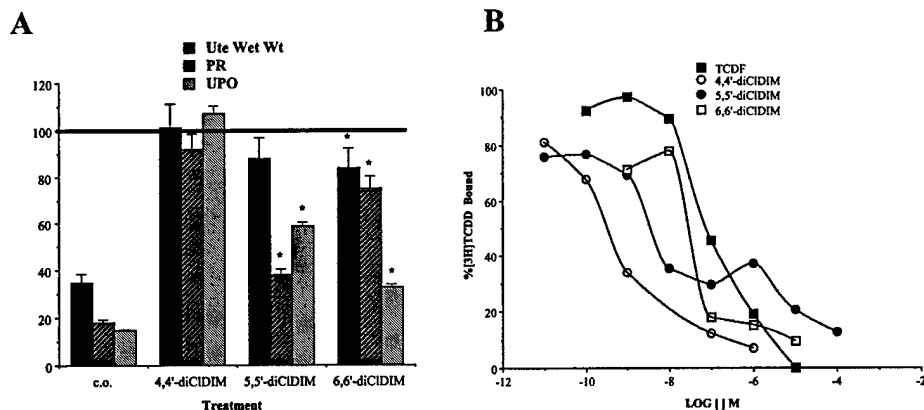 A
Ute Wet Wt
PR
UPO
120
100
80
60
40
20
0
*
*
*
*
*
c.o.
4,4'-diClDIM
5,5'-diClDIM
6,6'-diClDIM
Treatment
B
TCDF
4,4'-diClDIM
5,5'-diClDIM
6,6'-diClDIM
100
80
60
40
20
0
%[3H]TCDD Bound
-12
-10
-8
-6
-4
-2
LOG [ ] M